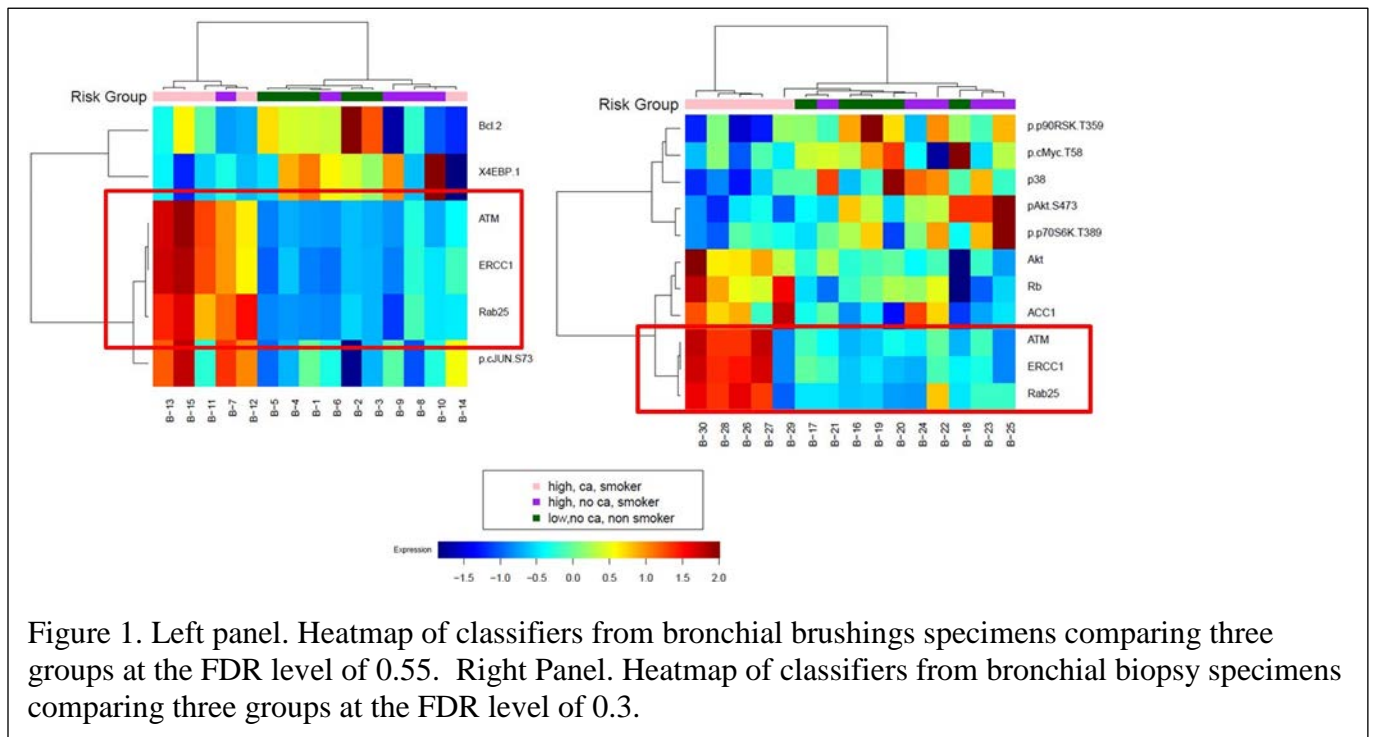 Risk Group
Bcl.2
X4EBP.1
ATM
ERCC1
Rab25
p.cJUN.S73
B-13 B-15 B-11 B-7 B-12 B-5 B-4 B-1 B-6 B-2 B-3 B-9 B-8 B-10 B-14
Risk Group
p.p90RSK.T359
p.cMyc.T58
p38
pAkt.S473
p.p70S6K.T389
Akt
Rb
ACC1
ATM
ERCC1
Rab25
B-30 B-28 B-26 B-27 B-29 B-17 B-21 B-16 B-19 B-20 B-24 B-22 B-18 B-23 B-25
high, ca, smoker
high, no ca, smoker
low,no ca, non smoker
Expression
−1.5 −1.0 −0.5 0.0 0.5 1.0 1.5 2.0
Figure 1. Left panel. Heatmap of classifiers from bronchial brushings specimens comparing three
groups at the FDR level of 0.55. Right Panel. Heatmap of classifiers from bronchial biopsy specimens
comparing three groups at the FDR level of 0.3.